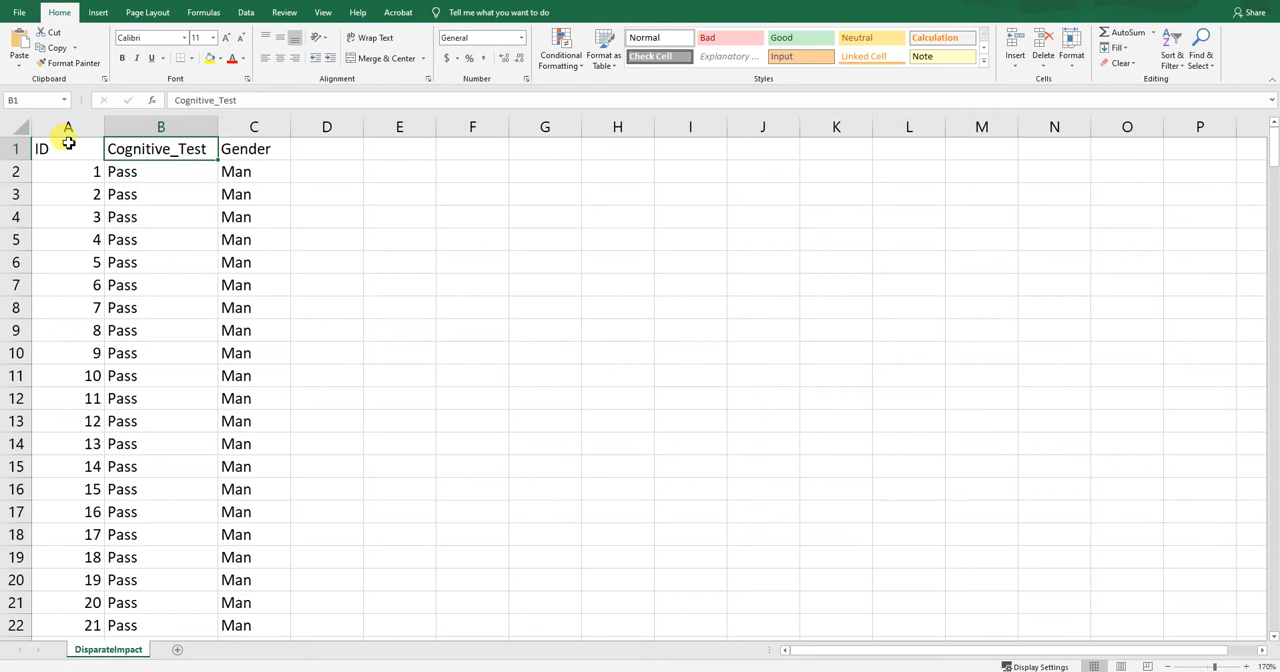 File Home Insert Page Layout Formulas Data Review View Help Acrobat Tell me what you want to do Share
Cut
Copy
Format Painter
Paste
Clipboard
Calibri 11
B I U
Font
Wrap Text
Merge & Center
Alignment
General
$ % ,
Number
Conditional Formatting
Format as Table
Normal Bad Good Neutral Calculation
Check Cell Explanatory ... Input Linked Cell Note
Styles
Insert Delete Format
Cells
AutoSum
Fill
Clear
Sort & Filter
Find & Select
Editing
B1 fx Cognitive_Test
A B C D E F G H I J K L M N O P
1 ID Cognitive_Test Gender
2 1 Pass Man
3 2 Pass Man
4 3 Pass Man
5 4 Pass Man
6 5 Pass Man
7 6 Pass Man
8 7 Pass Man
9 8 Pass Man
10 9 Pass Man
11 10 Pass Man
12 11 Pass Man
13 12 Pass Man
14 13 Pass Man
15 14 Pass Man
16 15 Pass Man
17 16 Pass Man
18 17 Pass Man
19 18 Pass Man
20 19 Pass Man
21 20 Pass Man
22 21 Pass Man
DisparateImpact
Display Settings 170%